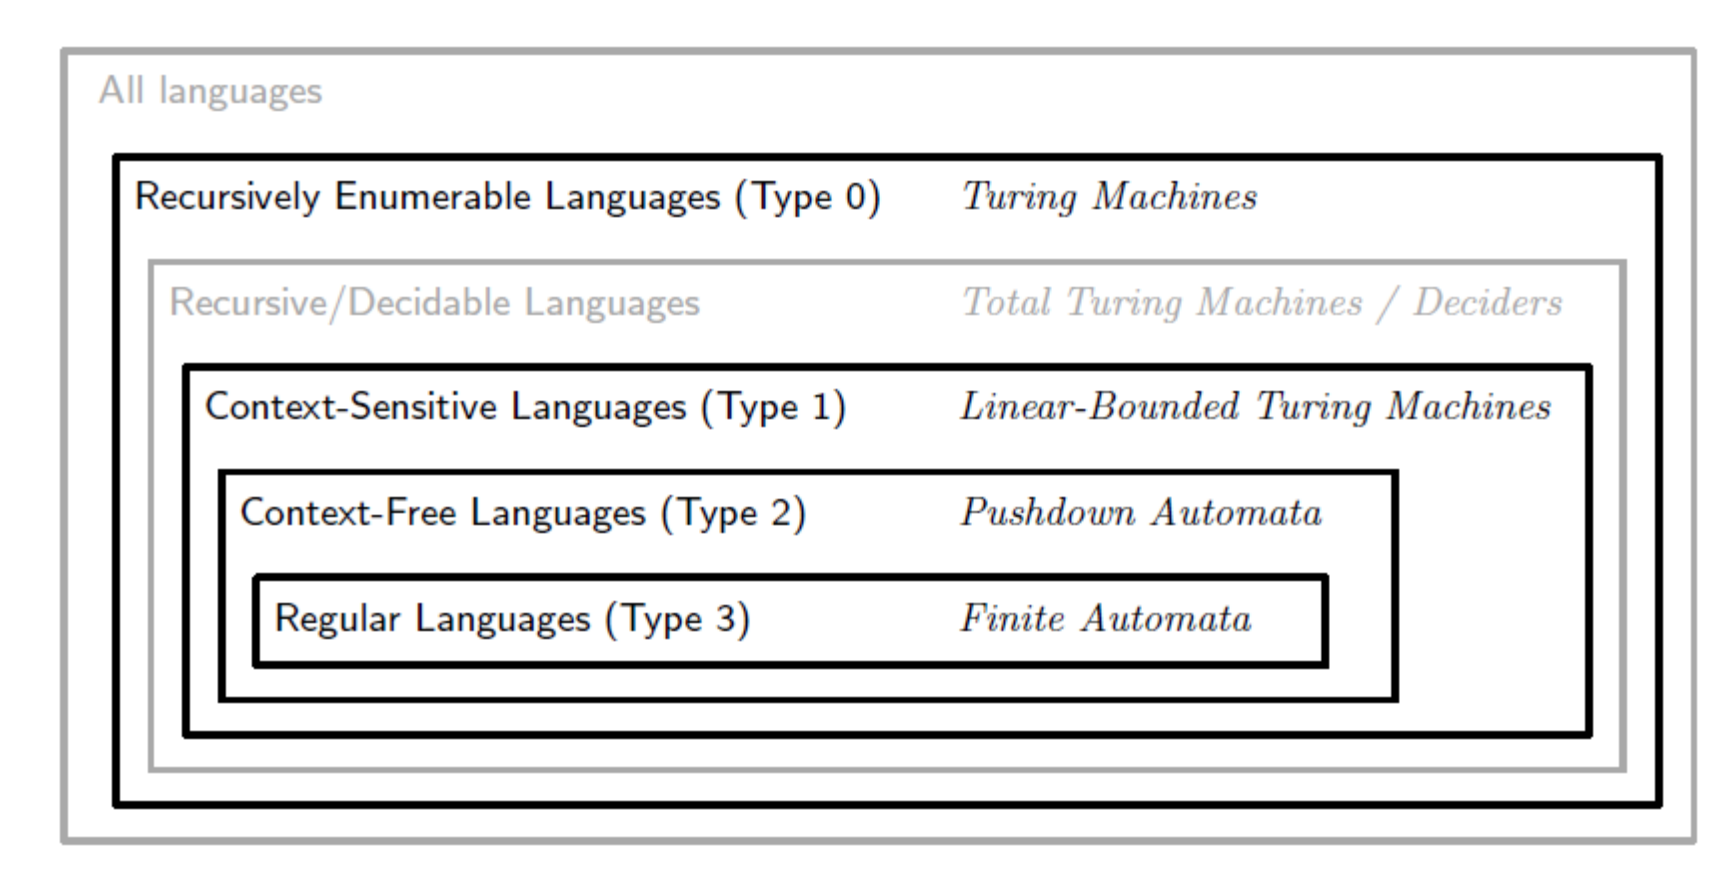 All languages
Recursively Enumerable Languages (Type 0) Turing Machines
Recursive/Decidable Languages Total Turing Machines / Deciders
Context-Sensitive Languages (Type 1) Linear-Bounded Turing Machines
Context-Free Languages (Type 2) Pushdown Automata
Regular Languages (Type 3) Finite Automata